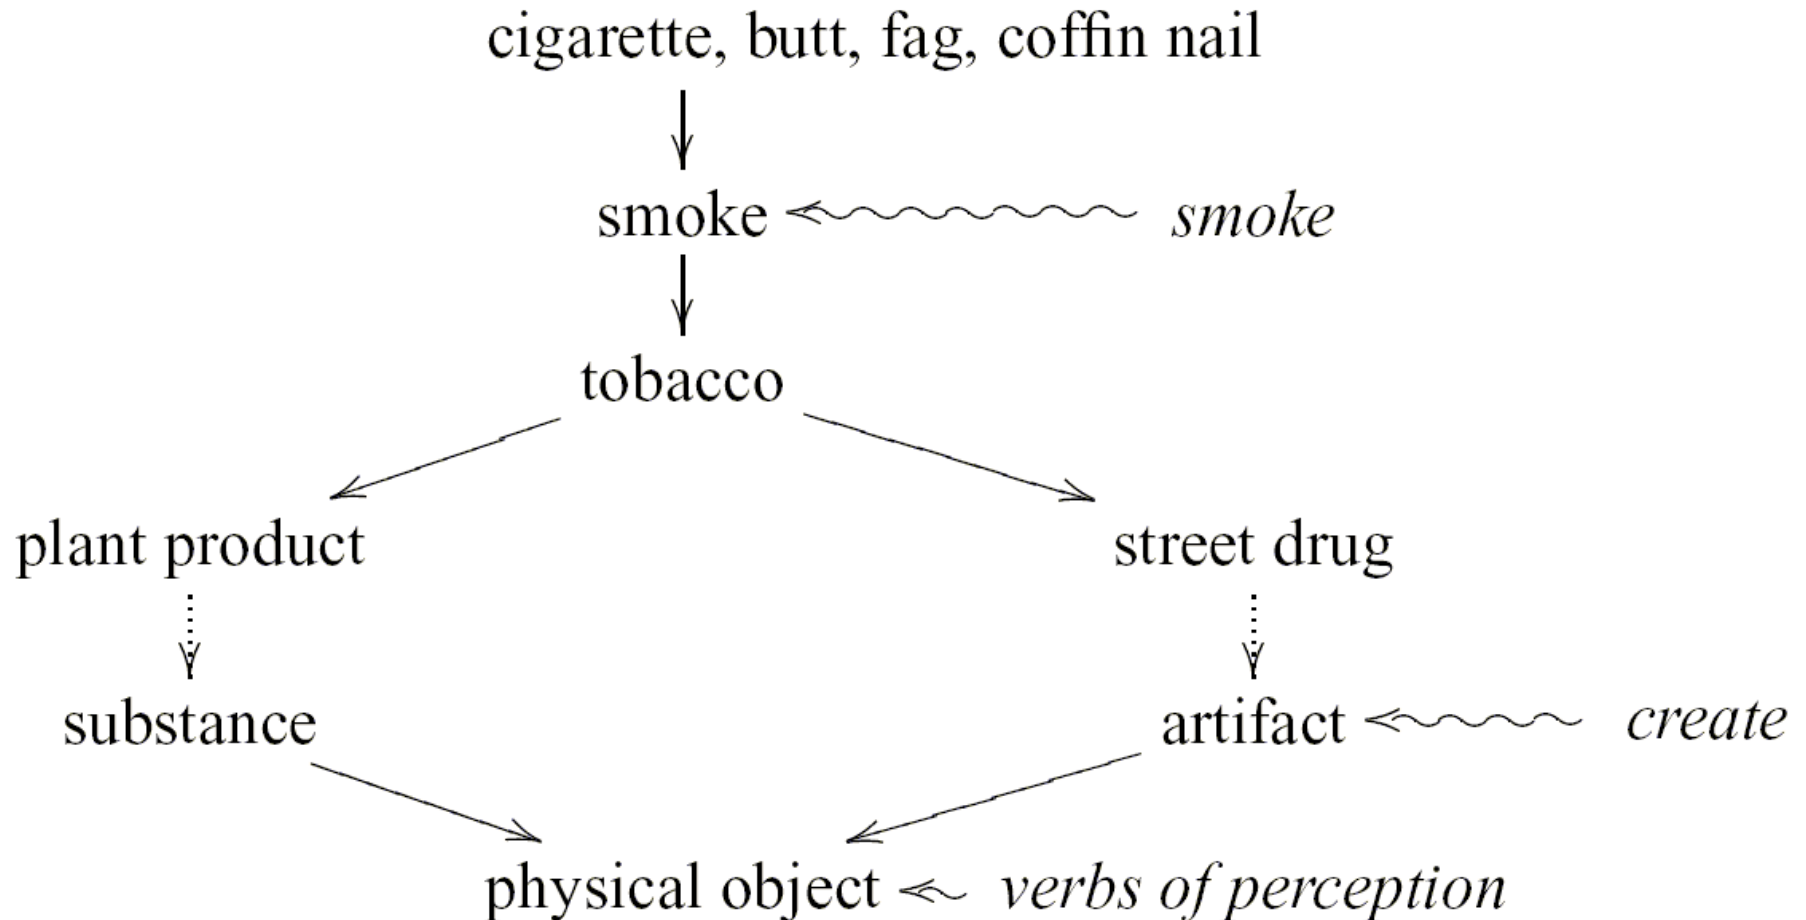 cigarette, butt, fag, coffin nail
smoke smoke
tobacco
plant product street drug
substance artifact create
physical object verbs of perception